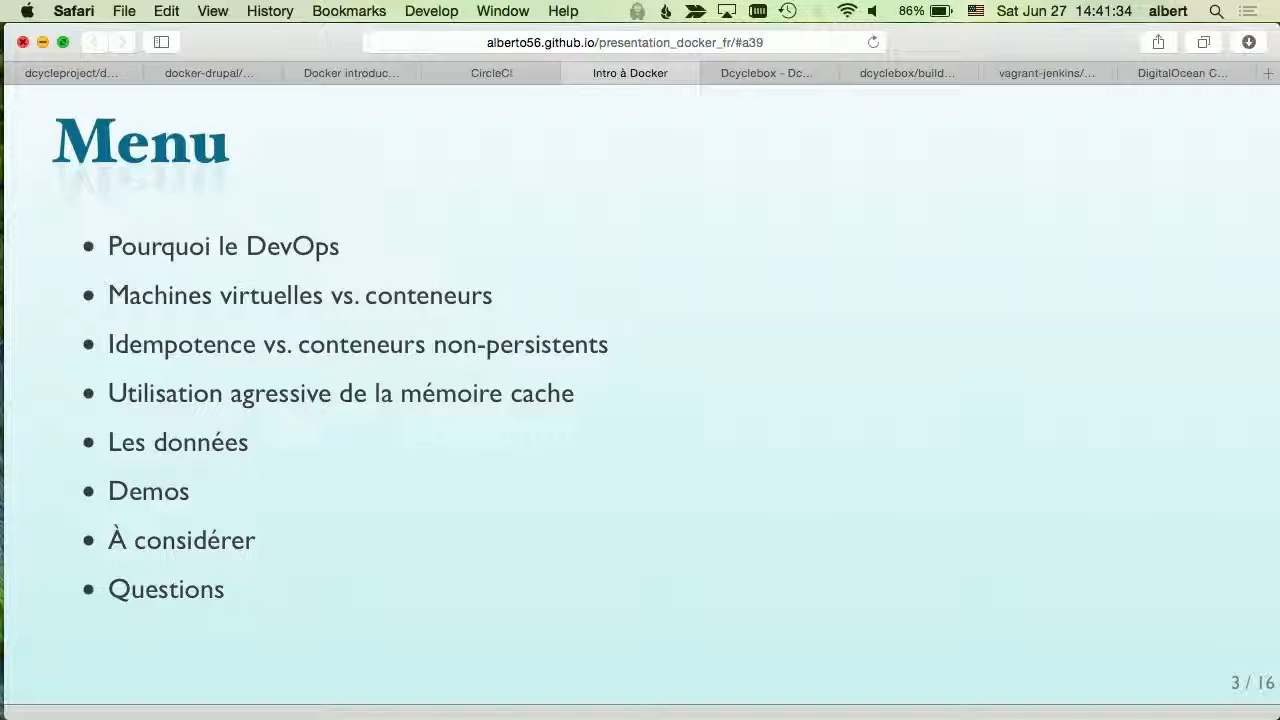 Safari File Edit View History Bookmarks Develop Window Help 86% Sat Jun 27 14:41:34 albert
alberto56.github.io/presentation_docker_fr/#a39
dcycleproject/d... docker-drupal/... Docker introduc... CircleCI Intro à Docker Dcyclebox - Dc... dcyclebox/build... vagrant-jenkins/... DigitalOcean C...
Menu
• Pourquoi le DevOps
• Machines virtuelles vs. conteneurs
• Idempotence vs. conteneurs non-persistents
• Utilisation agressive de la mémoire cache
• Les données
• Demos
• À considérer
• Questions
3 / 16